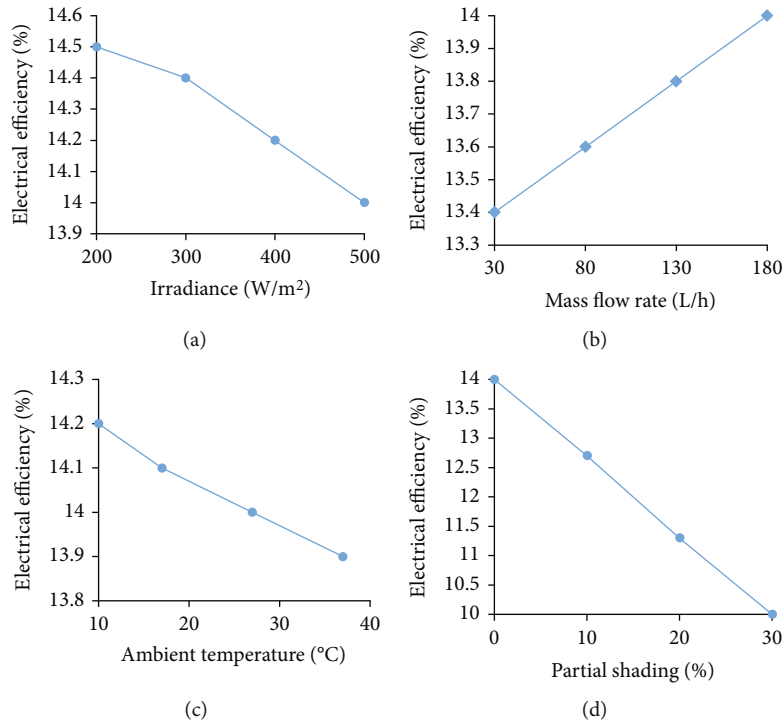 Electrical efficiency (%)
14.6
14.5
14.4
14.3
14.2
14.1
14
13.9
200 300 400 500
Irradiance (W/m²)
(a)
Electrical efficiency (%)
14.1
14
13.9
13.8
13.7
13.6
13.5
13.4
13.3
30 80 130 180
Mass flow rate (L/h)
(b)
Electrical efficiency (%)
14.3
14.2
14.1
14
13.9
13.8
10 20 30 40
Ambient temperature (°C)
(c)
Electrical efficiency (%)
14
13.5
13
12.5
12
11.5
11
10.5
10
0 10 20 30
Partial shading (%)
(d)